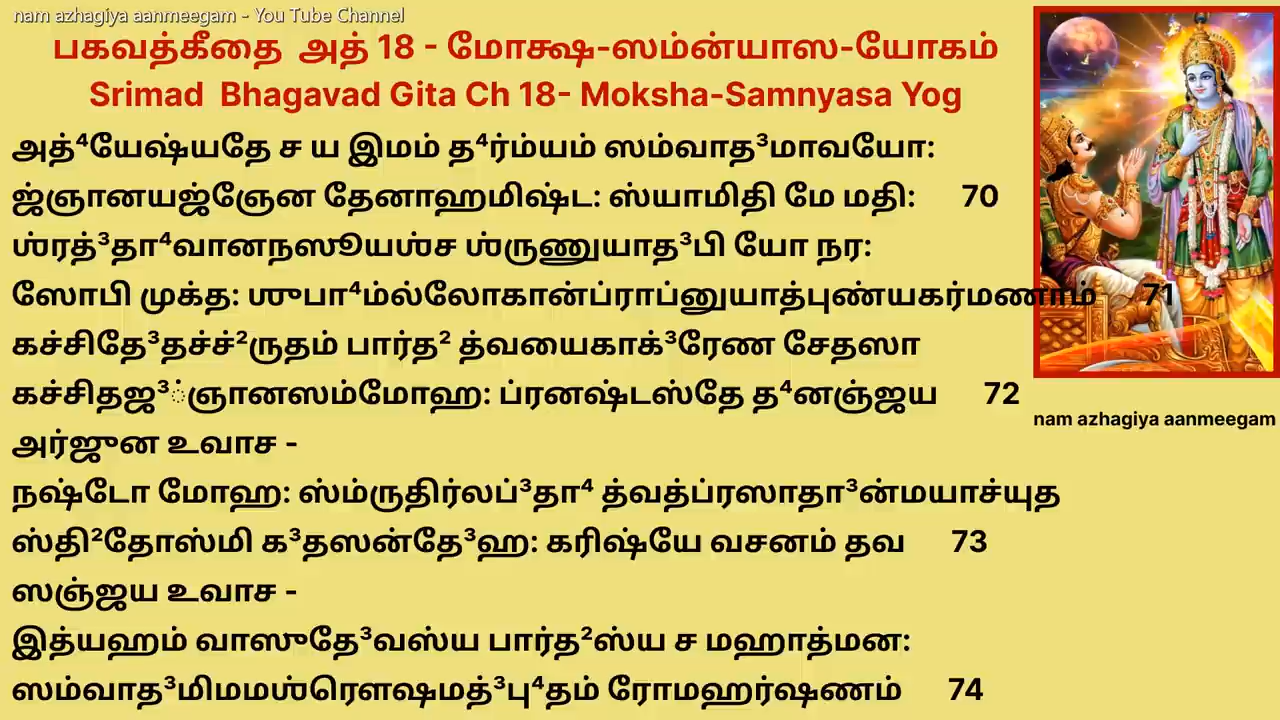 nam azhagiya aanmeegam - You Tube Channel
பகவத்கீதை அத் 18 - மோக்ஷ-ஸம்ன்யாஸ-யோகம்
Srimad Bhagavad Gita Ch 18- Moksha-Samnyasa Yog
அத்⁴யேஷ்யதே ச ய இமம் த⁴ர்ம்யம் ஸம்வாத³மாவயோ:
ஜ்ஞானயஜ்ஞேன தேனாஹமிஷ்ட: ஸ்யாமிதி மே மதி: 70
ஶ்ரத்³தா⁴வானநஸூயஶ்ச ஶ்ருணுயாத³பி யோ நர:
ஸோபி முக்த: ஶுபா⁴ம்ல்லோகான்ப்ராப்னுயாத்புண்யகர்மணாம் 71
கச்சிதே³தச்ச்²ருதம் பார்த² த்வயைகாக்³ரேண சேதஸா
கச்சிதஜ³்ஞானஸம்மோஹ: ப்ரனஷ்டஸ்தே த⁴னஞ்ஜய 72
nam azhagiya aanmeegam
அர்ஜுன உவாச -
நஷ்டோ மோஹ: ஸ்ம்ருதிர்லப்³தா⁴ த்வத்ப்ரஸாதா³ன்மயாச்யுத
ஸ்தி²தோஸ்மி க³தஸன்தே³ஹ: கரிஷ்யே வசனம் தவ 73
ஸஞ்ஜய உவாச -
இத்யஹம் வாஸுதே³வஸ்ய பார்த²ஸ்ய ச மஹாத்மன:
ஸம்வாத³மிமமஶ்ரௌஷமத்³பு⁴தம் ரோமஹர்ஷணம் 74